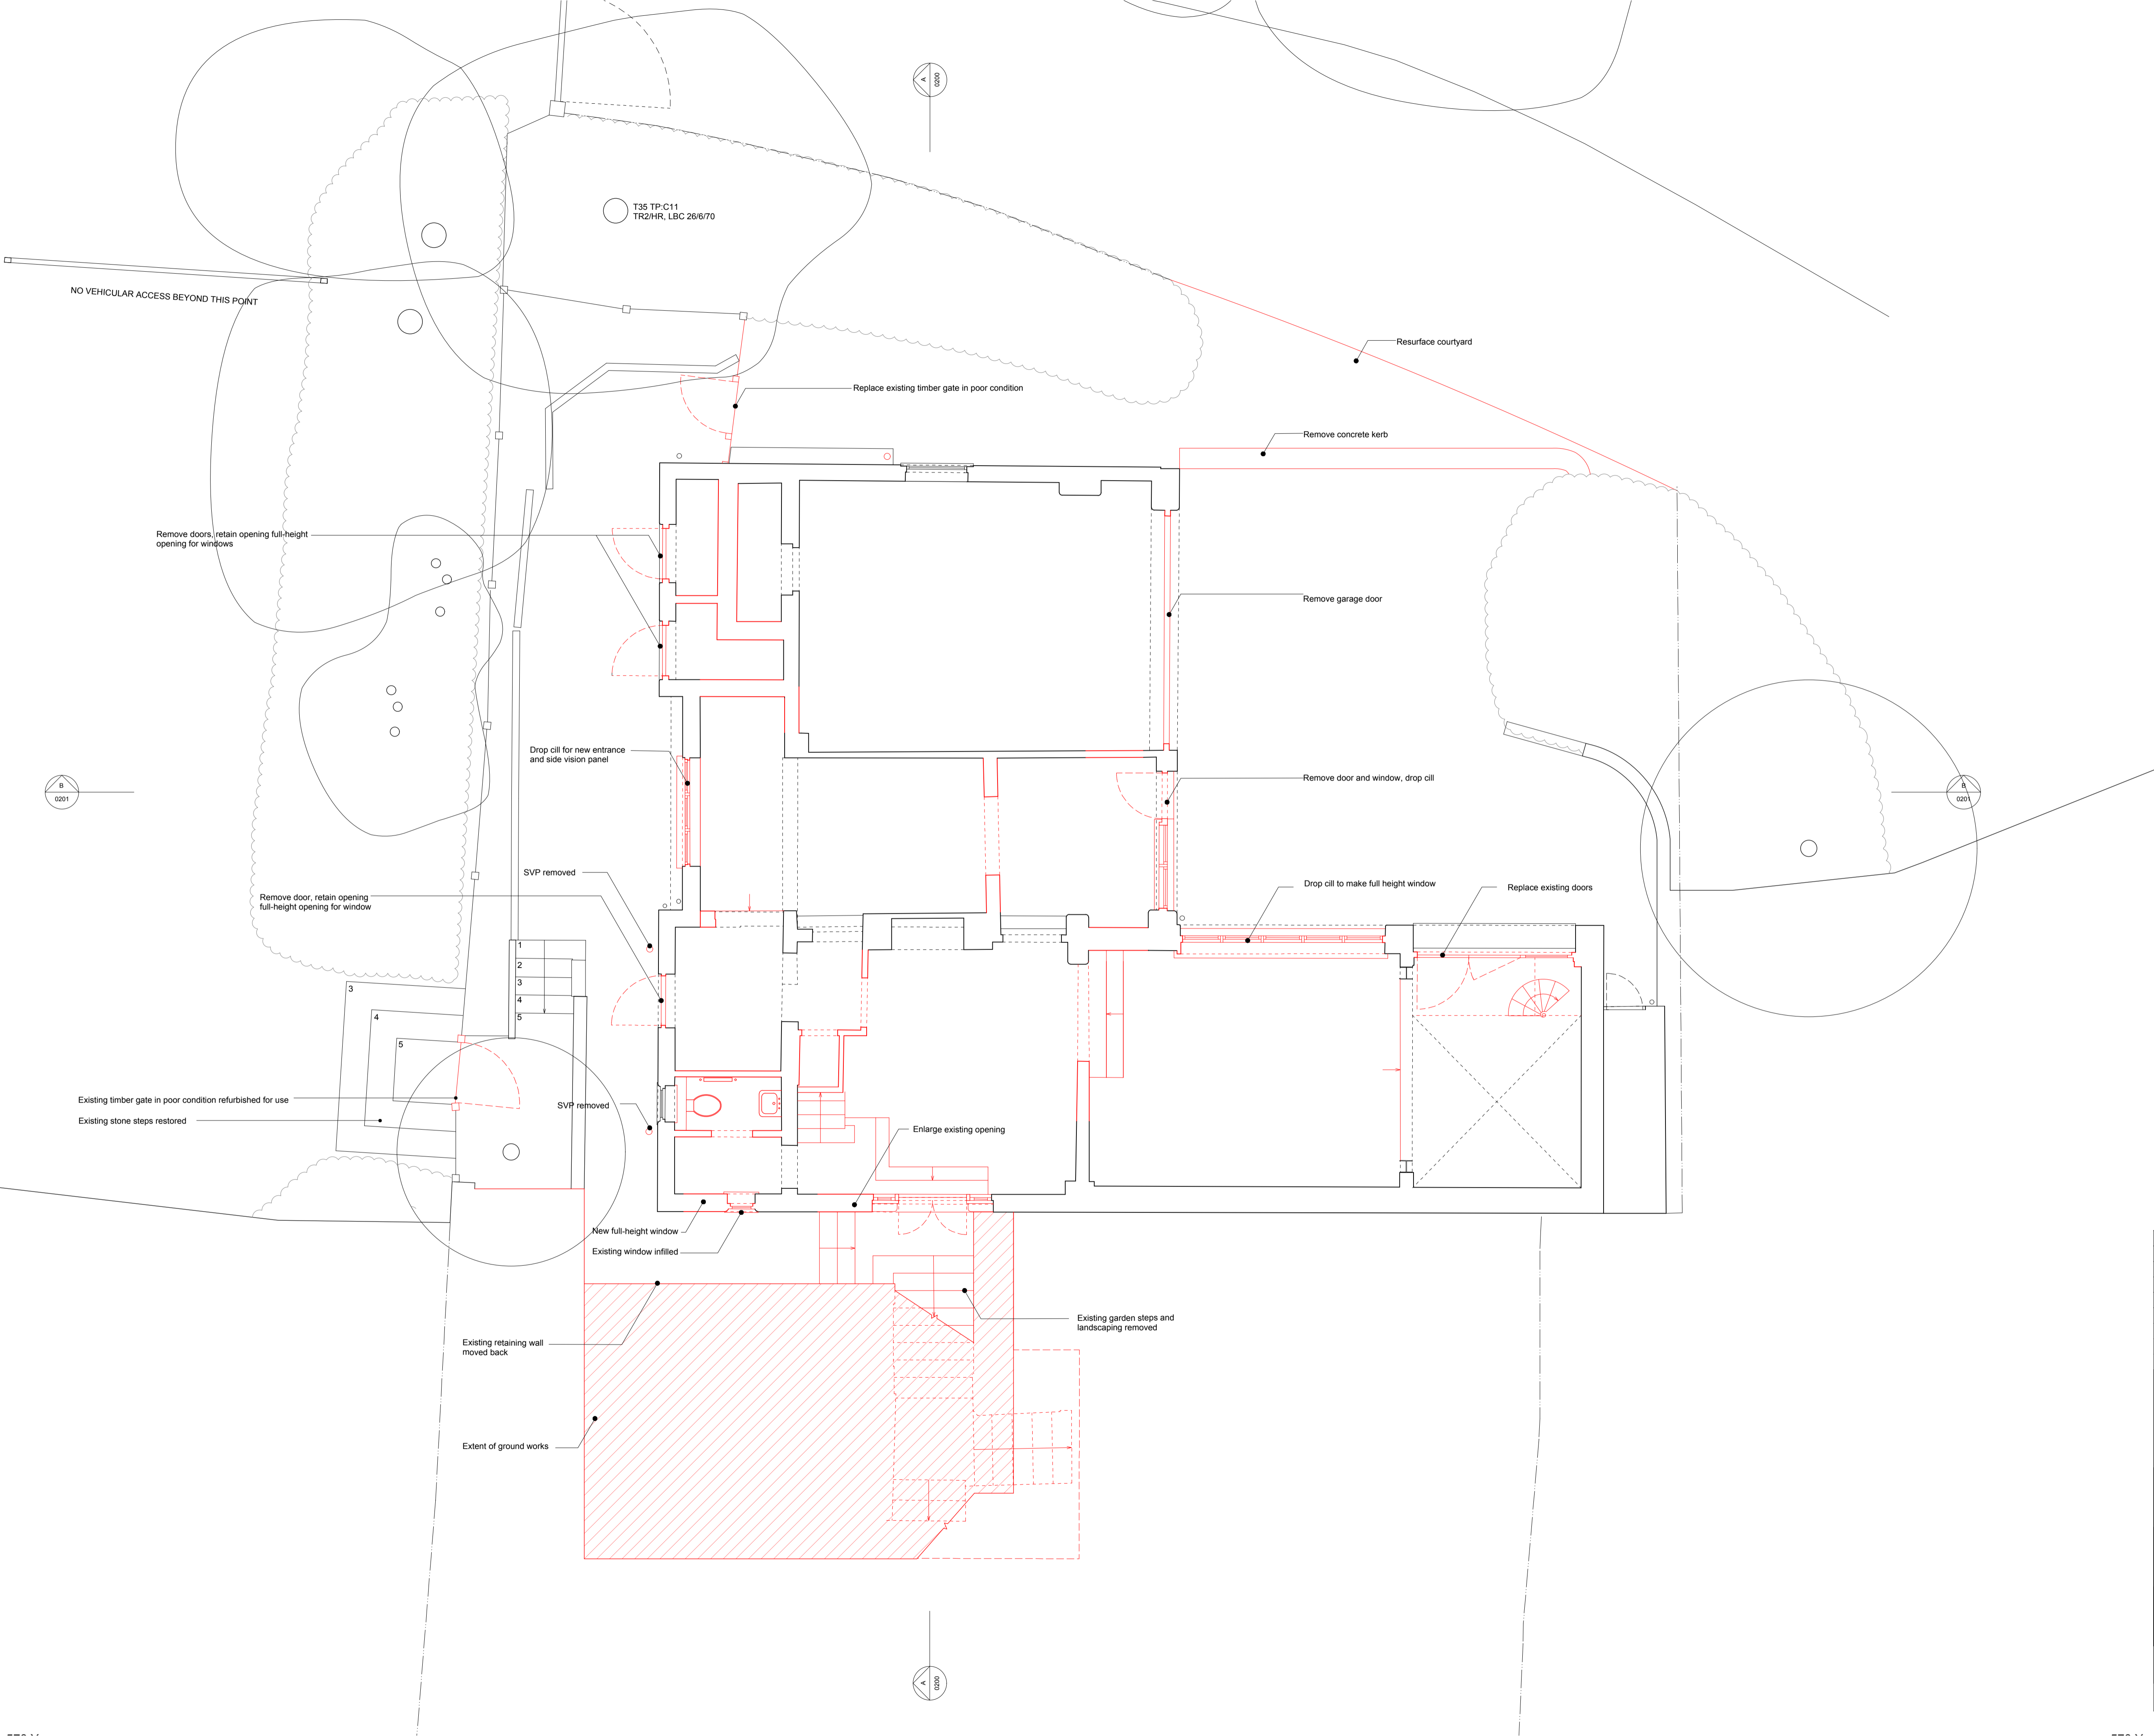 A
0200
T35 TP:C11
TR2/HR, LBC 26/6/70
NO VEHICULAR ACCESS BEYOND THIS POINT
Resurface courtyard
Replace existing timber gate in poor condition
Remove concrete kerb
Remove doors, retain opening full-height
opening for windows
Remove garage door
Drop cill for new entrance
and side vision panel
Remove door and window, drop cill
B
0201
B
0201
SVP removed
Remove door, retain opening
full-height opening for window
Drop cill to make full height window
Replace existing doors
1
2
3
4
5
3
4
5
Existing timber gate in poor condition refurbished for use
Existing stone steps restored
SVP removed
Enlarge existing opening
New full-height window
Existing window infilled
Existing garden steps and
landscaping removed
Existing retaining wall
moved back
Extent of ground works
A
0200